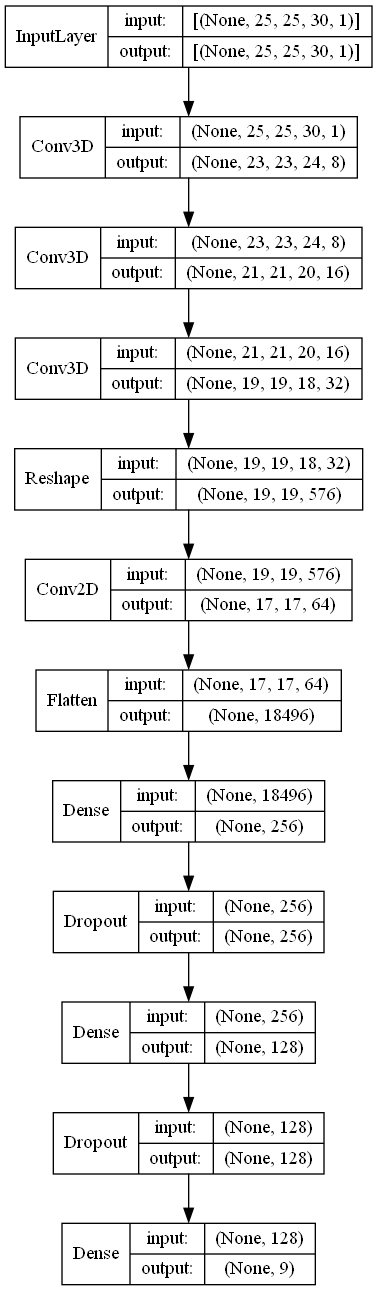 InputLayer input: [(None, 25, 25, 30, 1)]
output: [(None, 25, 25, 30, 1)]
Conv3D input: (None, 25, 25, 30, 1)
output: (None, 23, 23, 24, 8)
Conv3D input: (None, 23, 23, 24, 8)
output: (None, 21, 21, 20, 16)
Conv3D input: (None, 21, 21, 20, 16)
output: (None, 19, 19, 18, 32)
Reshape input: (None, 19, 19, 18, 32)
output: (None, 19, 19, 576)
Conv2D input: (None, 19, 19, 576)
output: (None, 17, 17, 64)
Flatten input: (None, 17, 17, 64)
output: (None, 18496)
Dense input: (None, 18496)
output: (None, 256)
Dropout input: (None, 256)
output: (None, 256)
Dense input: (None, 256)
output: (None, 128)
Dropout input: (None, 128)
output: (None, 128)
Dense input: (None, 128)
output: (None, 9)